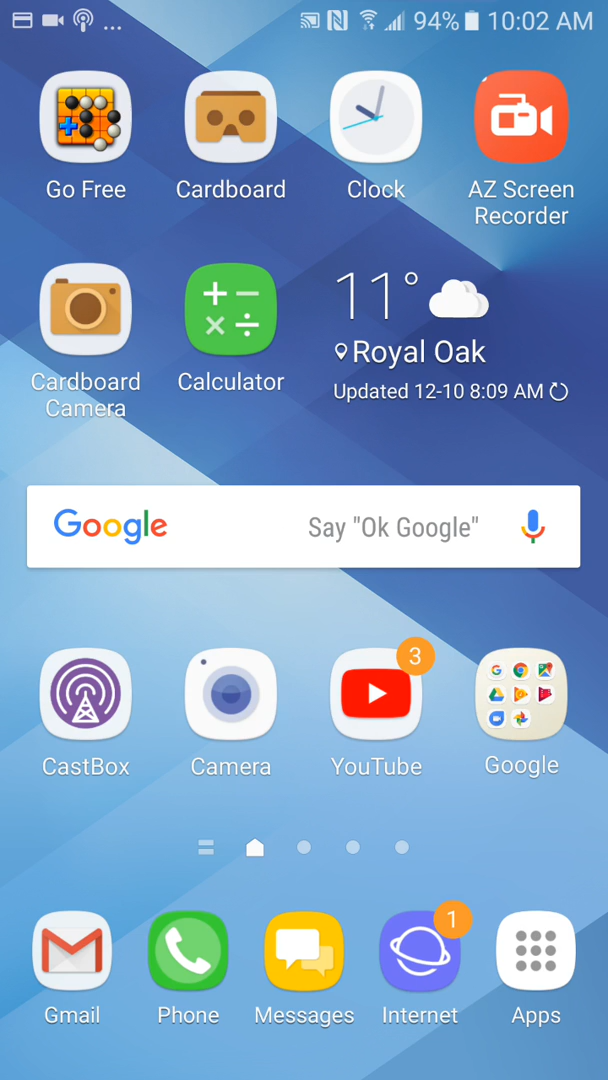 ... 94% 10:02 AM
Go Free Cardboard Clock AZ Screen
Recorder
11°
Royal Oak
Updated 12-10 8:09 AM
Cardboard
Camera
Calculator
Google Say "Ok Google"
3
CastBox Camera YouTube Google
1
Gmail Phone Messages Internet Apps